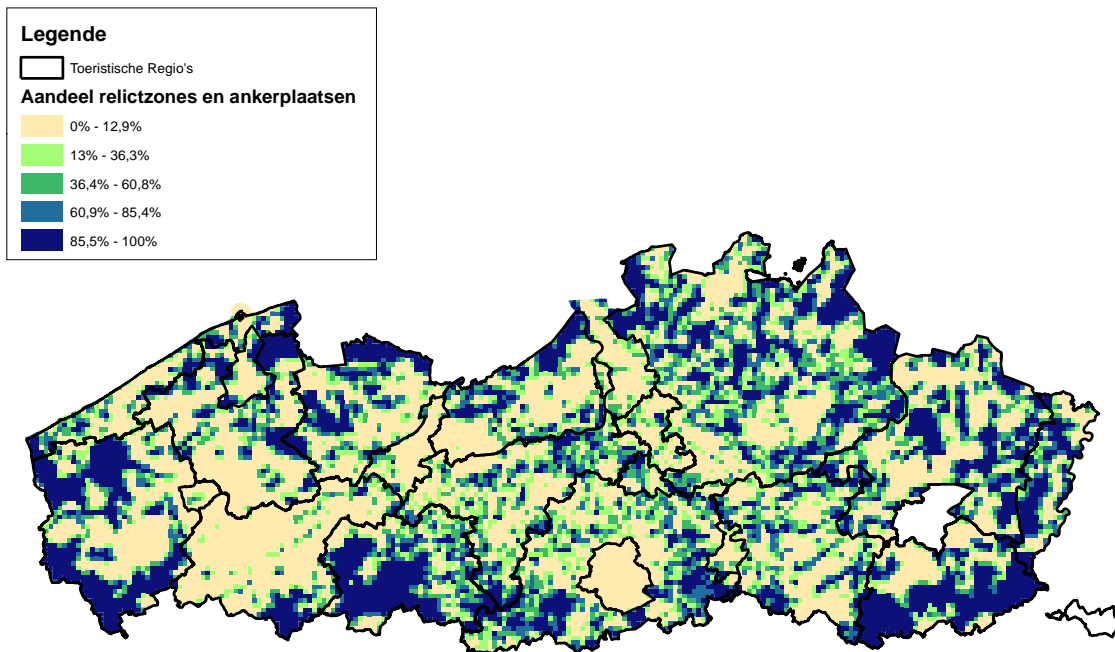 Legende
Toeristische Regio's
Aandeel relictzones en ankerplaatsen
0% - 12,9%
13% - 36,3%
36,4% - 60,8%
60,9% - 85,4%
85,5% - 100%